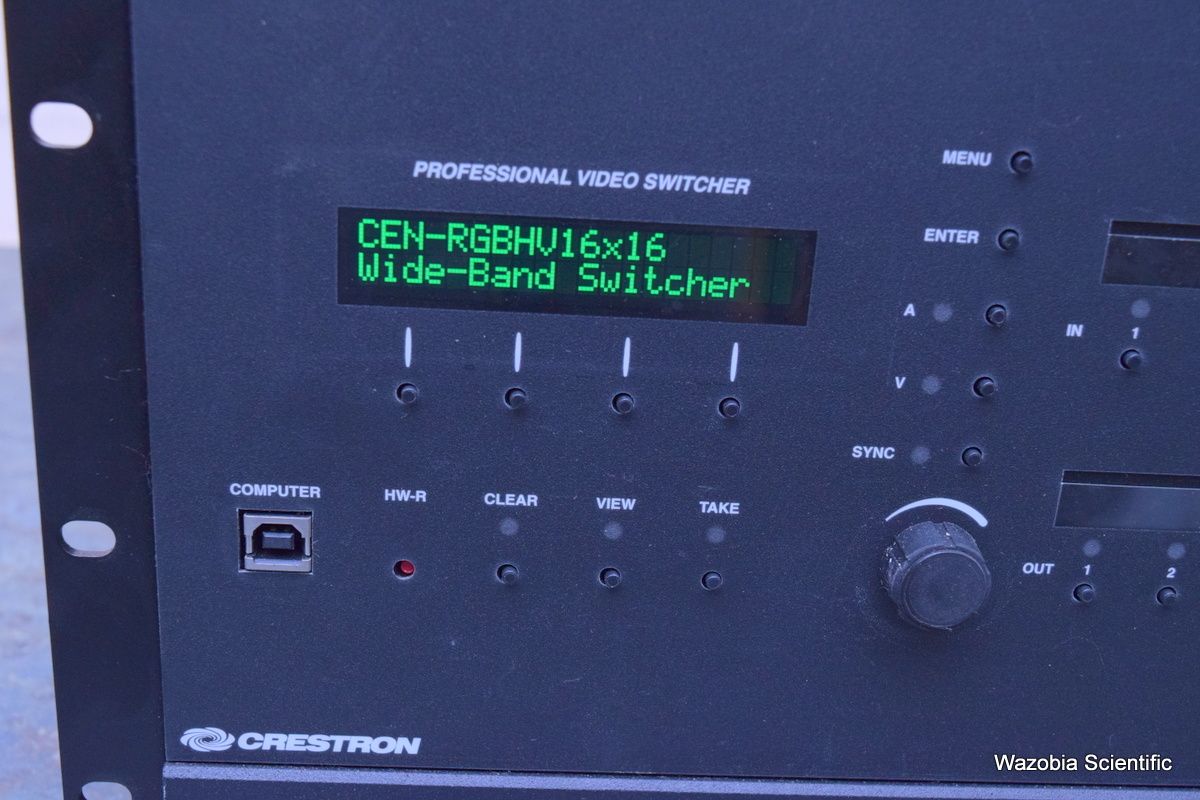 PROFESSIONAL VIDEO SWITCHER
CEN-RGBHV16x16
Wide-Band Switcher
MENU
ENTER
A
V
SYNC
IN
1
COMPUTER
HW-R
CLEAR
VIEW
TAKE
OUT
1
2
CRESTRON
Wazobia Scientific